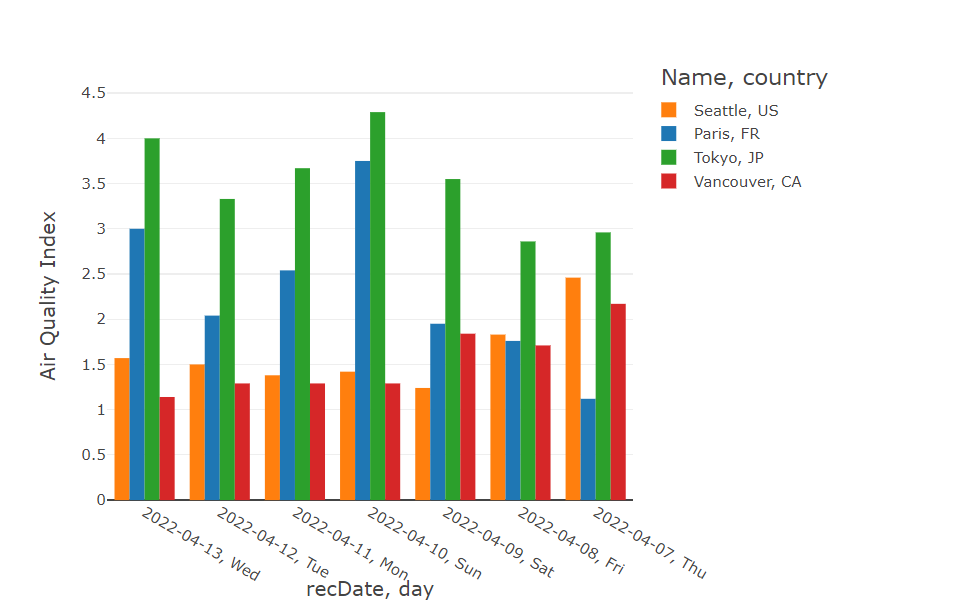 Name, country
Seattle, US
Paris, FR
Tokyo, JP
Vancouver, CA
Air Quality Index
4.5
4
3.5
3
2.5
2
1.5
1
0.5
0
2022-04-13, Wed
2022-04-12, Tue
2022-04-11, Mon
2022-04-10, Sun
2022-04-09, Sat
2022-04-08, Fri
2022-04-07, Thu
recDate, day